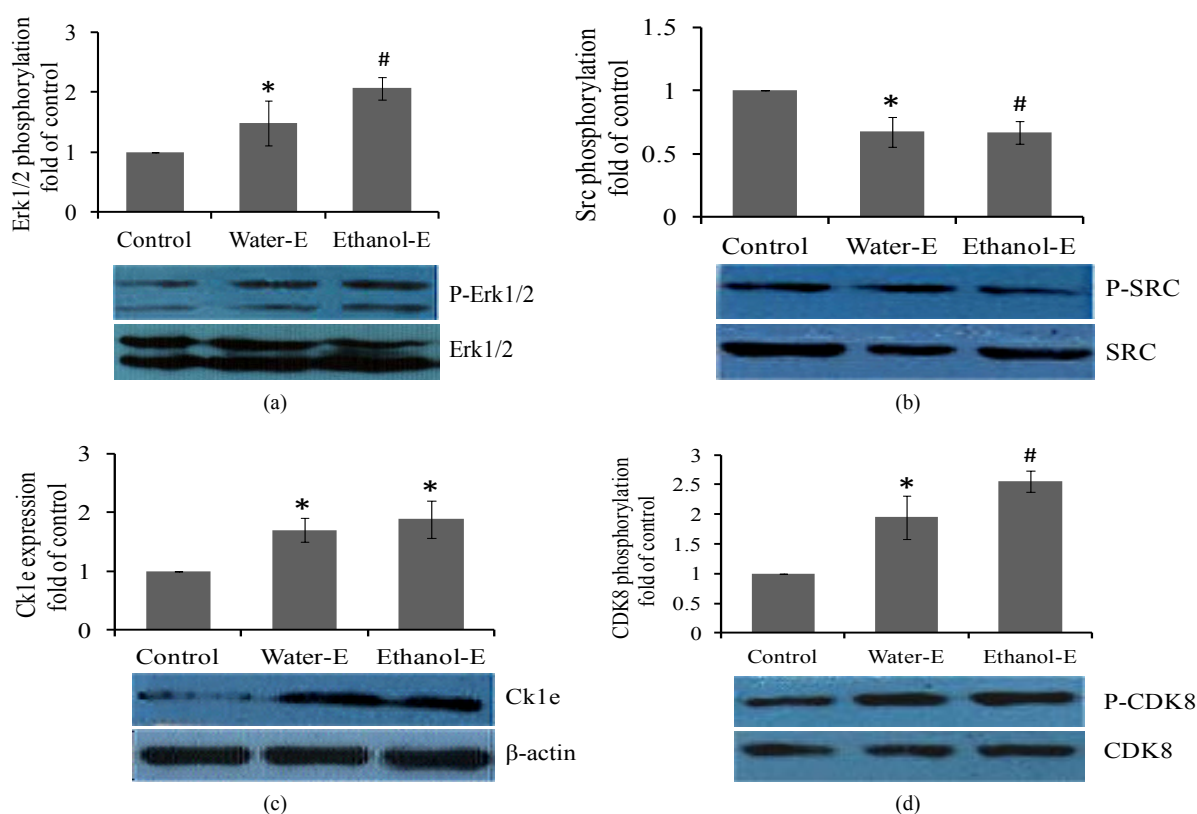 Erk1/2 phosphorylation
fold of control
3
2
1
0
*
#
Control Water-E Ethanol-E
P-Erk1/2
Erk1/2
(a)
Src phosphorylation
fold of control
1.5
1
0.5
0
*
#
Control Water-E Ethanol-E
P-SRC
SRC
(b)
Ck1e expression
fold of control
3
2
1
0
*
*
Control Water-E Ethanol-E
Ck1e
β-actin
(c)
CDK8 phosphorylation
fold of control
3
2.5
2
1.5
1
0.5
0
*
#
Control Water-E Ethanol-E
P-CDK8
CDK8
(d)